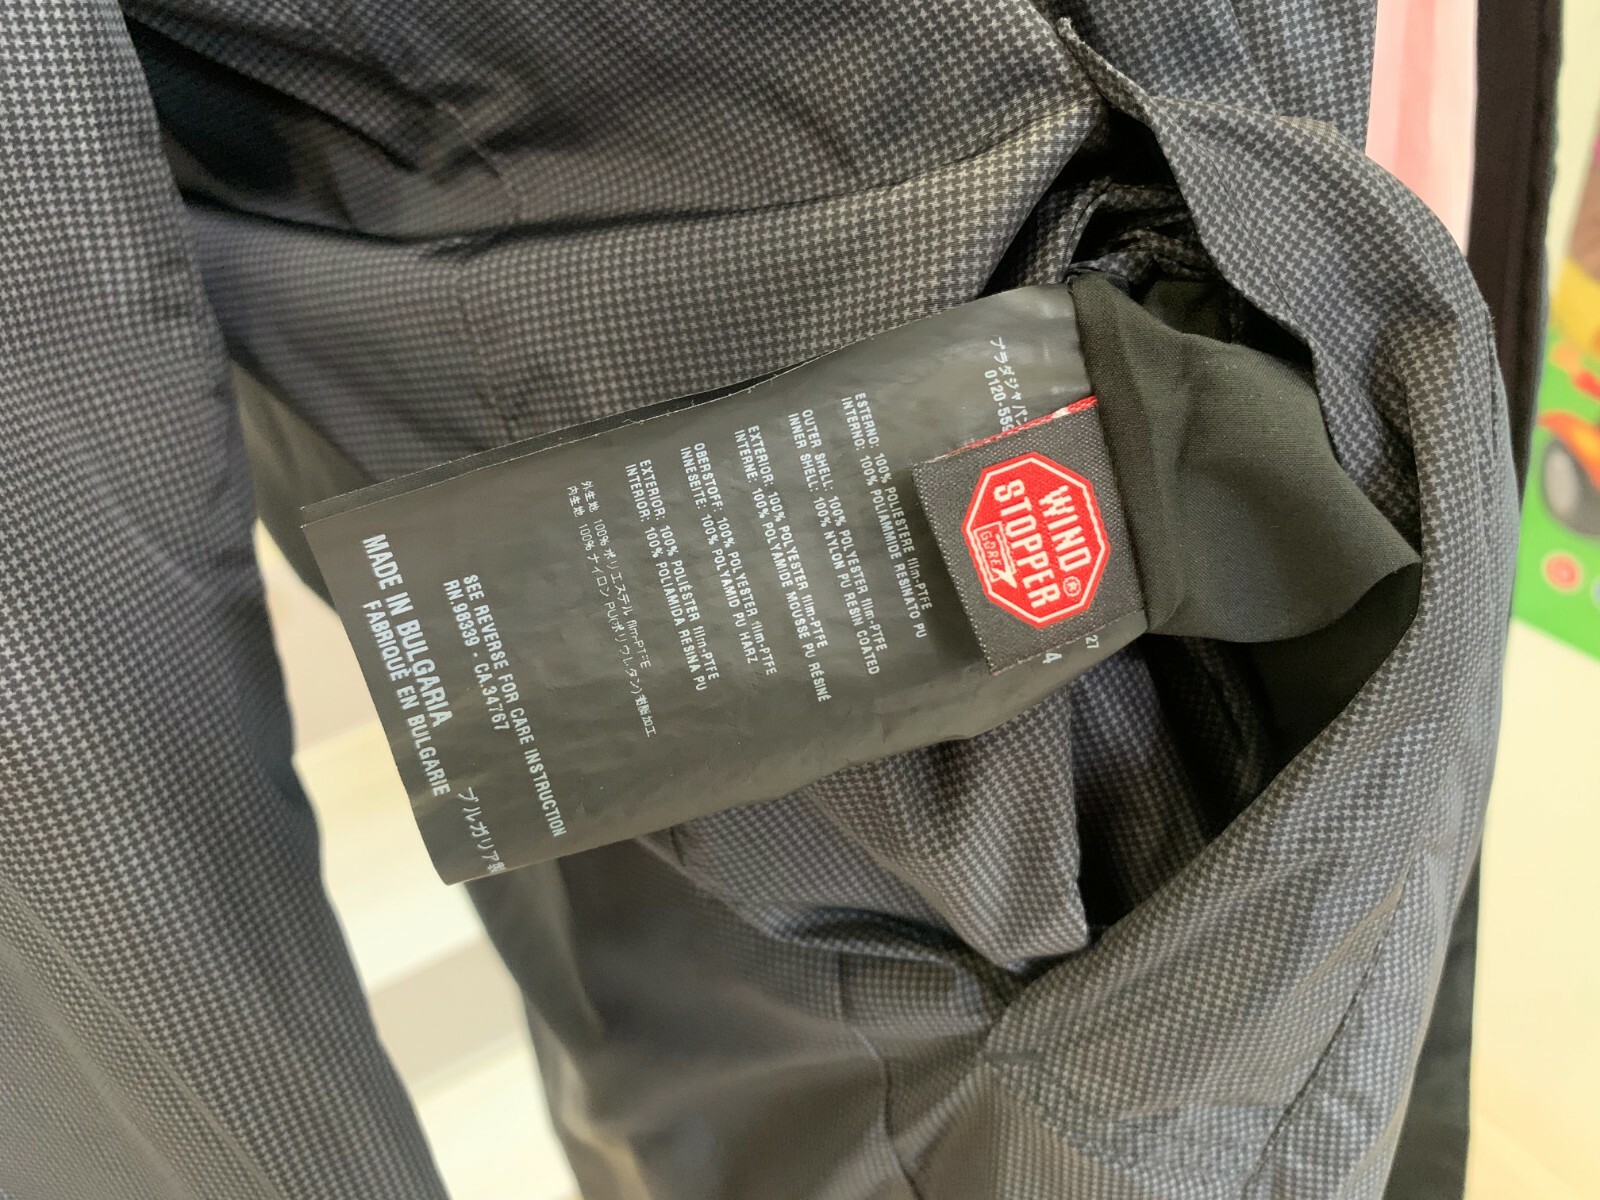 プラダジャパン
0120-559
WIND
STOPPER
®
GORE
27
4
ESTERNO: 100% POLIESTERE film-PTFE
INTERNO: 100% POLIAMMIDE RESINATO PU
OUTER SHELL: 100% POLYESTER film-PTFE
INNER SHELL: 100% NYLON PU RESIN COATED
EXTERIOR: 100% POLYESTER film-PTFE
INTERNE: 100% POLYAMIDE MOUSSE PU RÉSINÉ
OBERSTOFF: 100% POLYESTER film-PTFE
INNESEITE: 100% POLYAMID PU HARZ
EXTERIOR: 100% POLIÉSTER film-PTFE
INTERIOR: 100% POLIAMIDA RESINA PU
外生地: 100% ポリエステル film-PTFE
内生地: 100% ナイロン PU(ポリウレタン)樹脂加工
SEE REVERSE FOR CARE INSTRUCTION
RN.96339 - CA.34767
MADE IN BULGARIA ブルガリア製
FABRIQUÉ EN BULGARIE